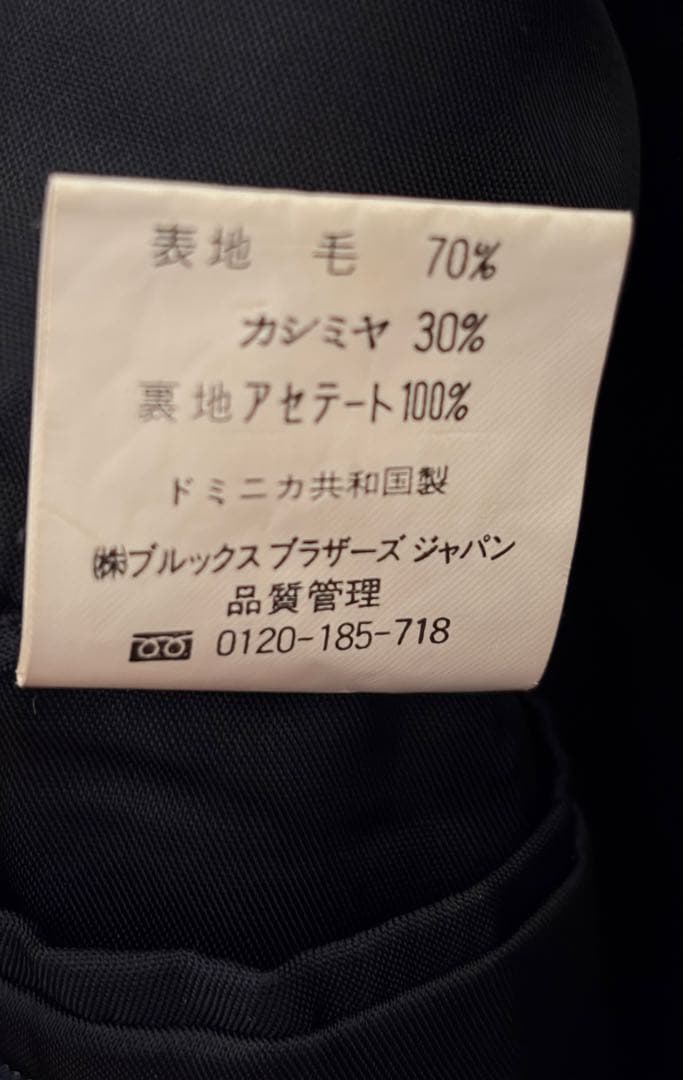 表地 毛 70%
カシミヤ 30%
裏地アセテート100%
ドミニカ共和国製
㈱ブルックス ブラザーズ ジャパン
品質管理
0120-185-718